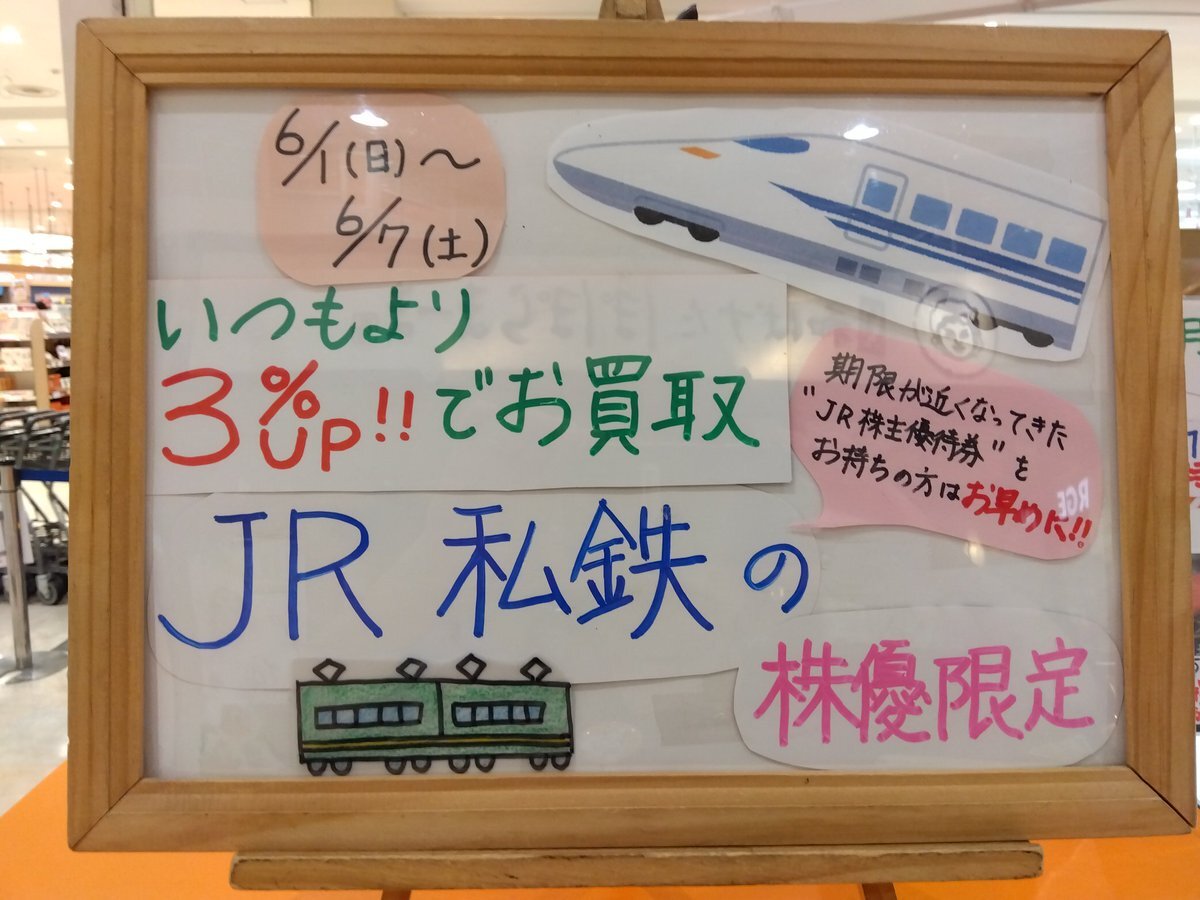 6/1(日)～
6/7(土)
いつもより
3%UP!!でお買取
期限が近くなってきた
"JR株主優待券"を
お持ちの方はお早めに!!
JR 私鉄の
株優限定